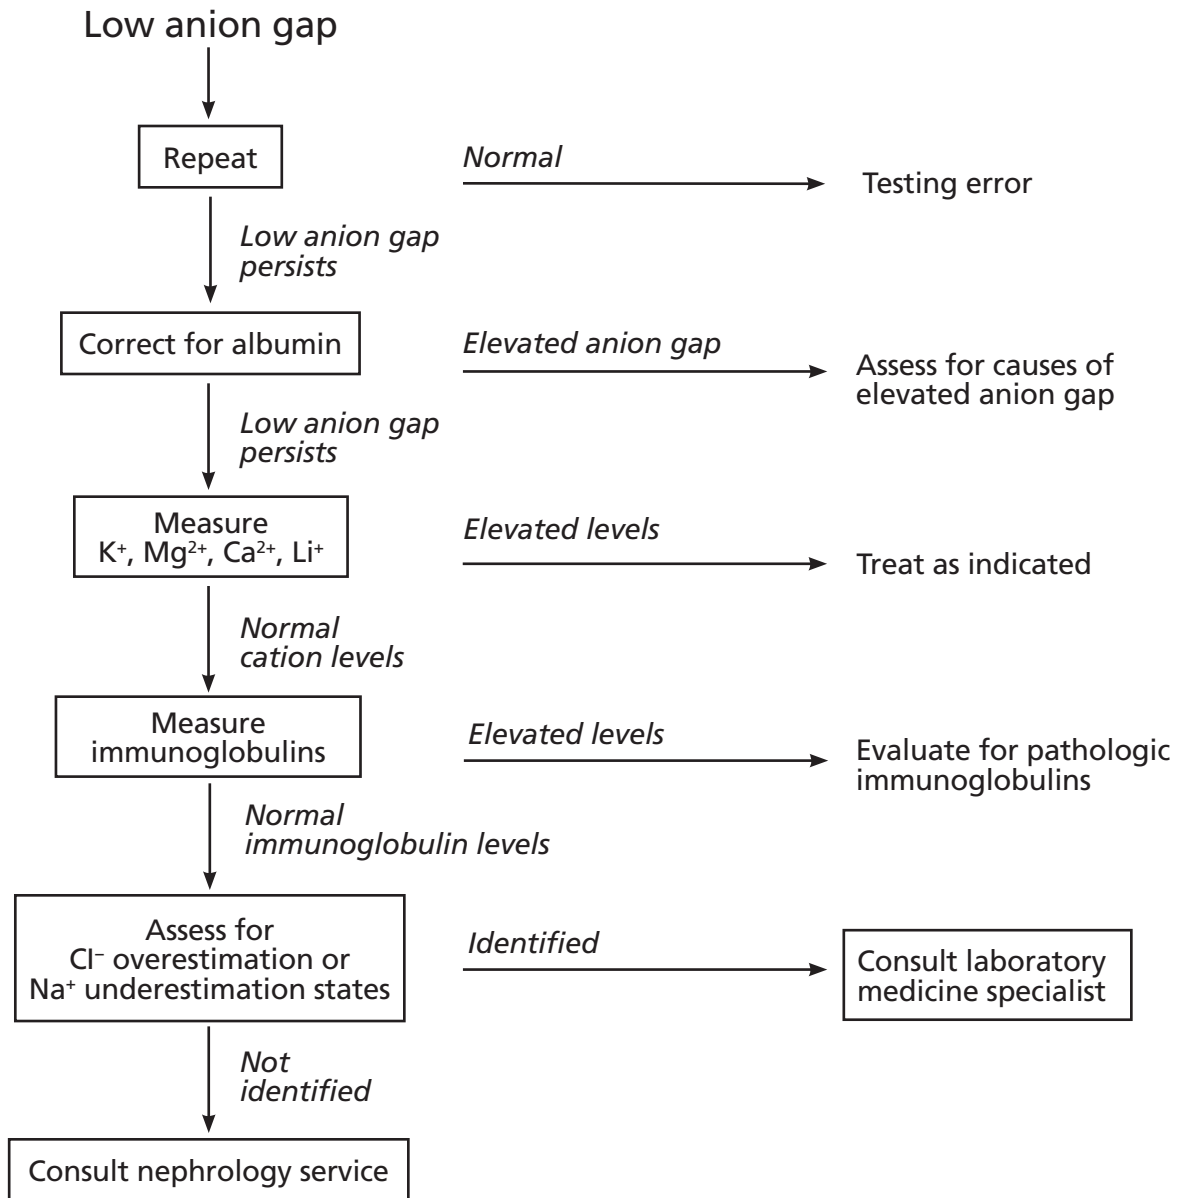 Low anion gap
Repeat
Normal
Testing error
Low anion gap
persists
Correct for albumin
Elevated anion gap
Assess for causes of
elevated anion gap
Low anion gap
persists
Measure
K⁺, Mg²⁺, Ca²⁺, Li⁺
Elevated levels
Treat as indicated
Normal
cation levels
Measure
immunoglobulins
Elevated levels
Evaluate for pathologic
immunoglobulins
Normal
immunoglobulin levels
Assess for
Cl⁻ overestimation or
Na⁺ underestimation states
Identified
Consult laboratory
medicine specialist
Not
identified
Consult nephrology service